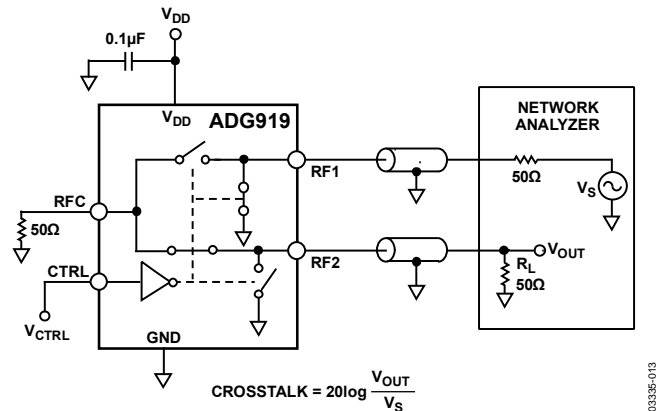 VDD
0.1µF
VDD
ADG919
NETWORK
ANALYZER
RF1
50Ω
VS
RFC
50Ω
RF2
VOUT
RL
50Ω
CTRL
VCTRL
GND
CROSSTALK = 20log VOUT
VS
03335-013